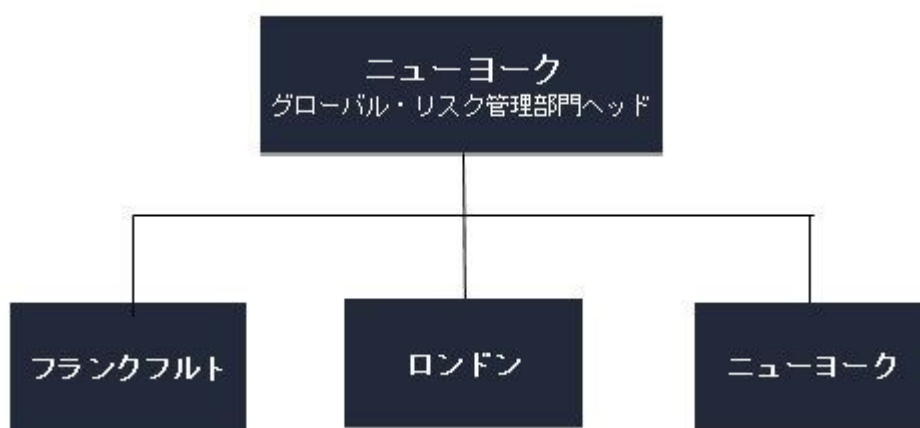 ニューヨーク
グローバル・リスク管理部門ヘッド
フランクフルト
ロンドン
ニューヨーク